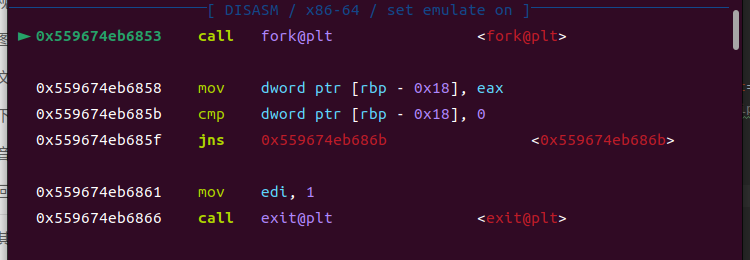 [ DISASM / x86-64 / set emulate on ]
► 0x559674eb6853 call fork@plt <fork@plt>
0x559674eb6858 mov dword ptr [rbp - 0x18], eax
0x559674eb685b cmp dword ptr [rbp - 0x18], 0
0x559674eb685f jns 0x559674eb686b <0x559674eb686b>
0x559674eb6861 mov edi, 1
0x559674eb6866 call exit@plt <exit@plt>